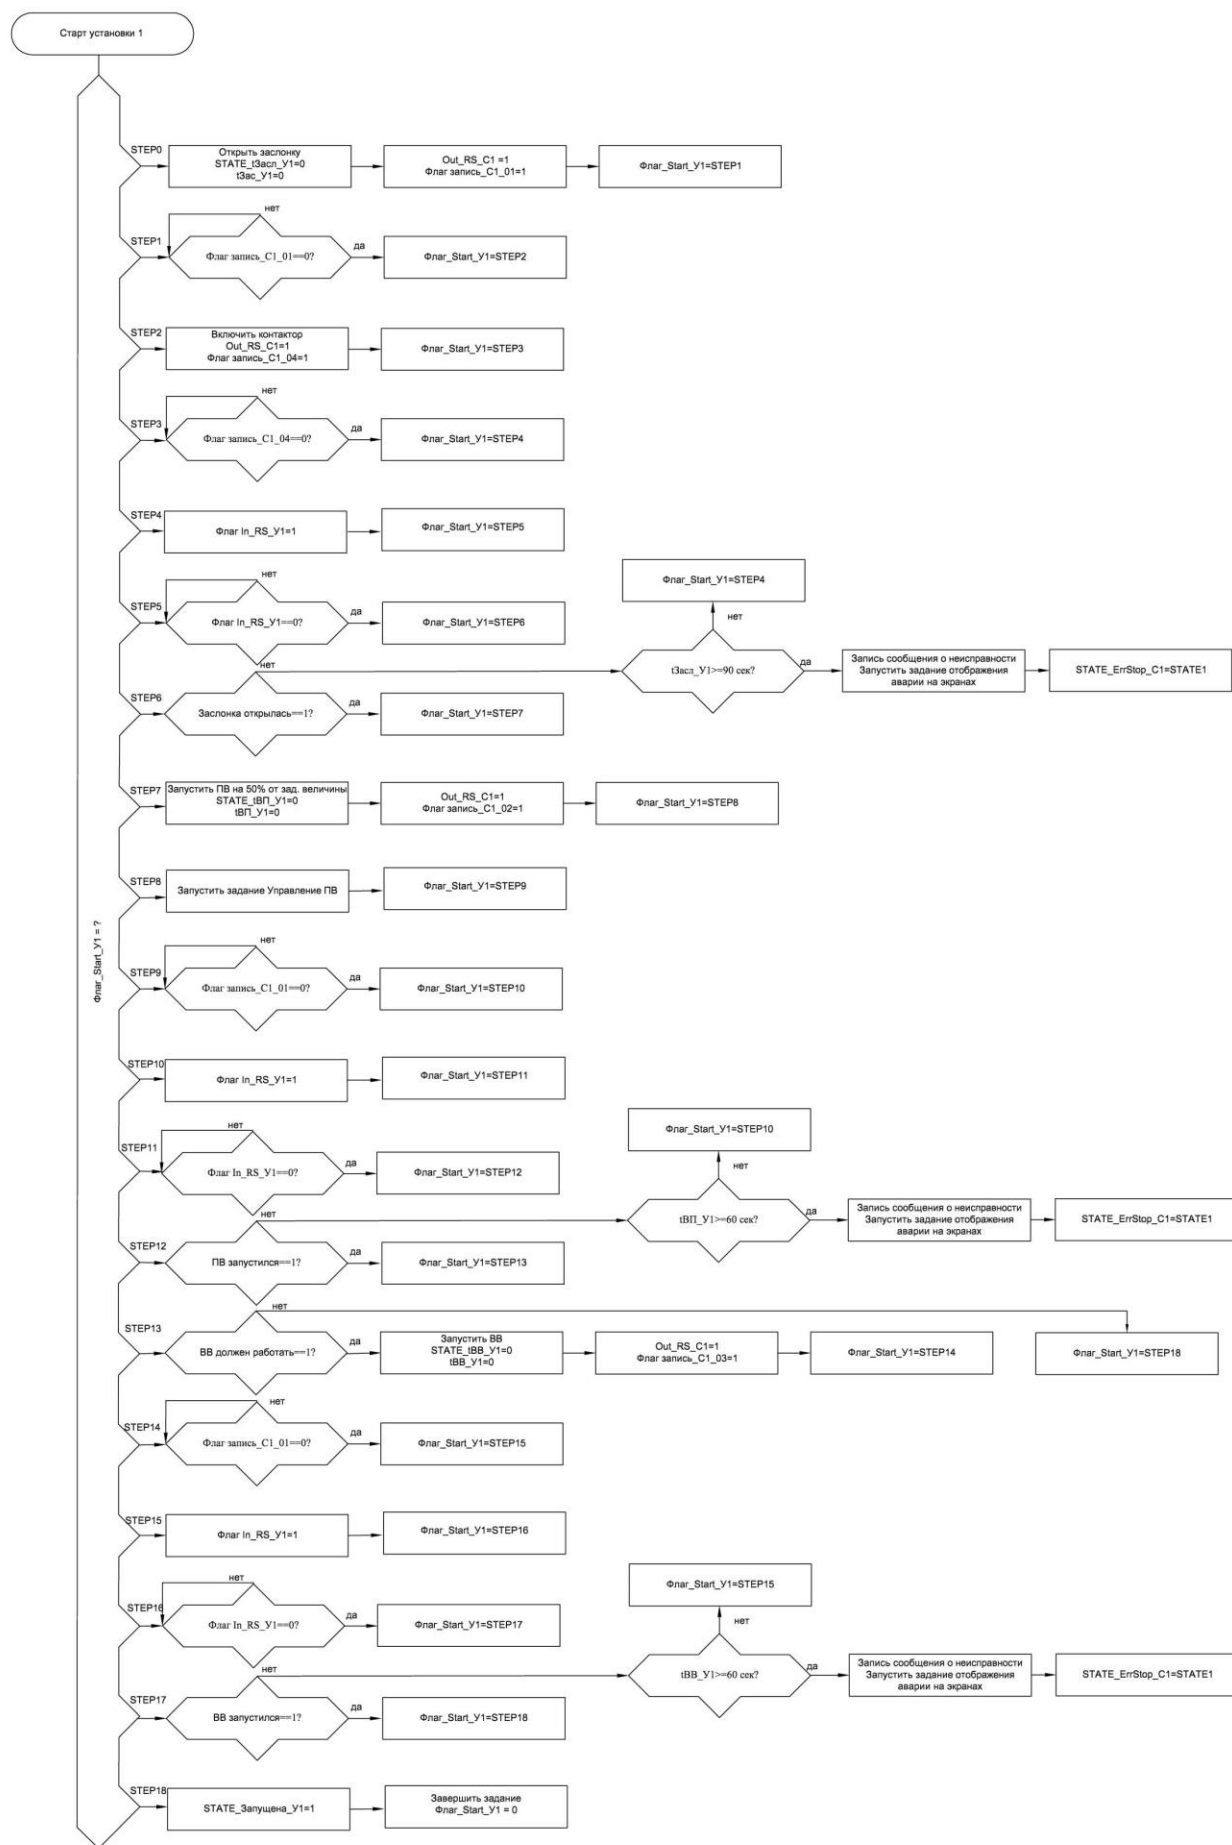 Старт установки 1
STEP0
Открыть заслонку
STATE_tЗасл_У1=0
tЗас_У1=0
Out_RS_C1 =1
Флаг запись_С1_01=1
Флаг_Start_У1=STEP1
нет
STEP1
Флаг запись_С1_01==0?
да
Флаг_Start_У1=STEP2
STEP2
Включить контактор
Out_RS_C1=1
Флаг запись_С1_04=1
Флаг_Start_У1=STEP3
нет
STEP3
Флаг запись_С1_04==0?
да
Флаг_Start_У1=STEP4
STEP4
Флаг In_RS_У1=1
Флаг_Start_У1=STEP5
нет
STEP5
Флаг In_RS_У1==0?
да
Флаг_Start_У1=STEP6
Флаг_Start_У1=STEP4
нет
нет
tЗасл_У1>=90 сек?
да
Запись сообщения о неисправности
Запустить задание отображения
аварии на экранах
STATE_ErrStop_C1=STATE1
STEP6
Заслонка открылась==1?
да
Флаг_Start_У1=STEP7
STEP7
Запустить ПВ на 50% от зад. величины
STATE_tВП_У1=0
tВП_У1=0
Out_RS_C1=1
Флаг запись_С1_02=1
Флаг_Start_У1=STEP8
STEP8
Запустить задание Управление ПВ
Флаг_Start_У1=STEP9
Флаг_Start_У1 = ?
нет
STEP9
Флаг запись_С1_01==0?
да
Флаг_Start_У1=STEP10
STEP10
Флаг In_RS_У1=1
Флаг_Start_У1=STEP11
нет
STEP11
Флаг In_RS_У1==0?
да
Флаг_Start_У1=STEP12
Флаг_Start_У1=STEP10
нет
нет
tВП_У1>=60 сек?
да
Запись сообщения о неисправности
Запустить задание отображения
аварии на экранах
STATE_ErrStop_C1=STATE1
STEP12
ПВ запустился==1?
да
Флаг_Start_У1=STEP13
нет
STEP13
ВВ должен работать==1?
да
Запустить ВВ
STATE_tВВ_У1=0
tВВ_У1=0
Out_RS_C1=1
Флаг запись_С1_03=1
Флаг_Start_У1=STEP14
Флаг_Start_У1=STEP18
нет
STEP14
Флаг запись_С1_01==0?
да
Флаг_Start_У1=STEP15
STEP15
Флаг In_RS_У1=1
Флаг_Start_У1=STEP16
нет
STEP16
Флаг In_RS_У1==0?
да
Флаг_Start_У1=STEP17
Флаг_Start_У1=STEP15
нет
нет
tВВ_У1>=60 сек?
да
Запись сообщения о неисправности
Запустить задание отображения
аварии на экранах
STATE_ErrStop_C1=STATE1
STEP17
ВВ запустился==1?
да
Флаг_Start_У1=STEP18
STEP18
STATE_Запущена_У1=1
Завершить задание
Флаг_Start_У1 = 0